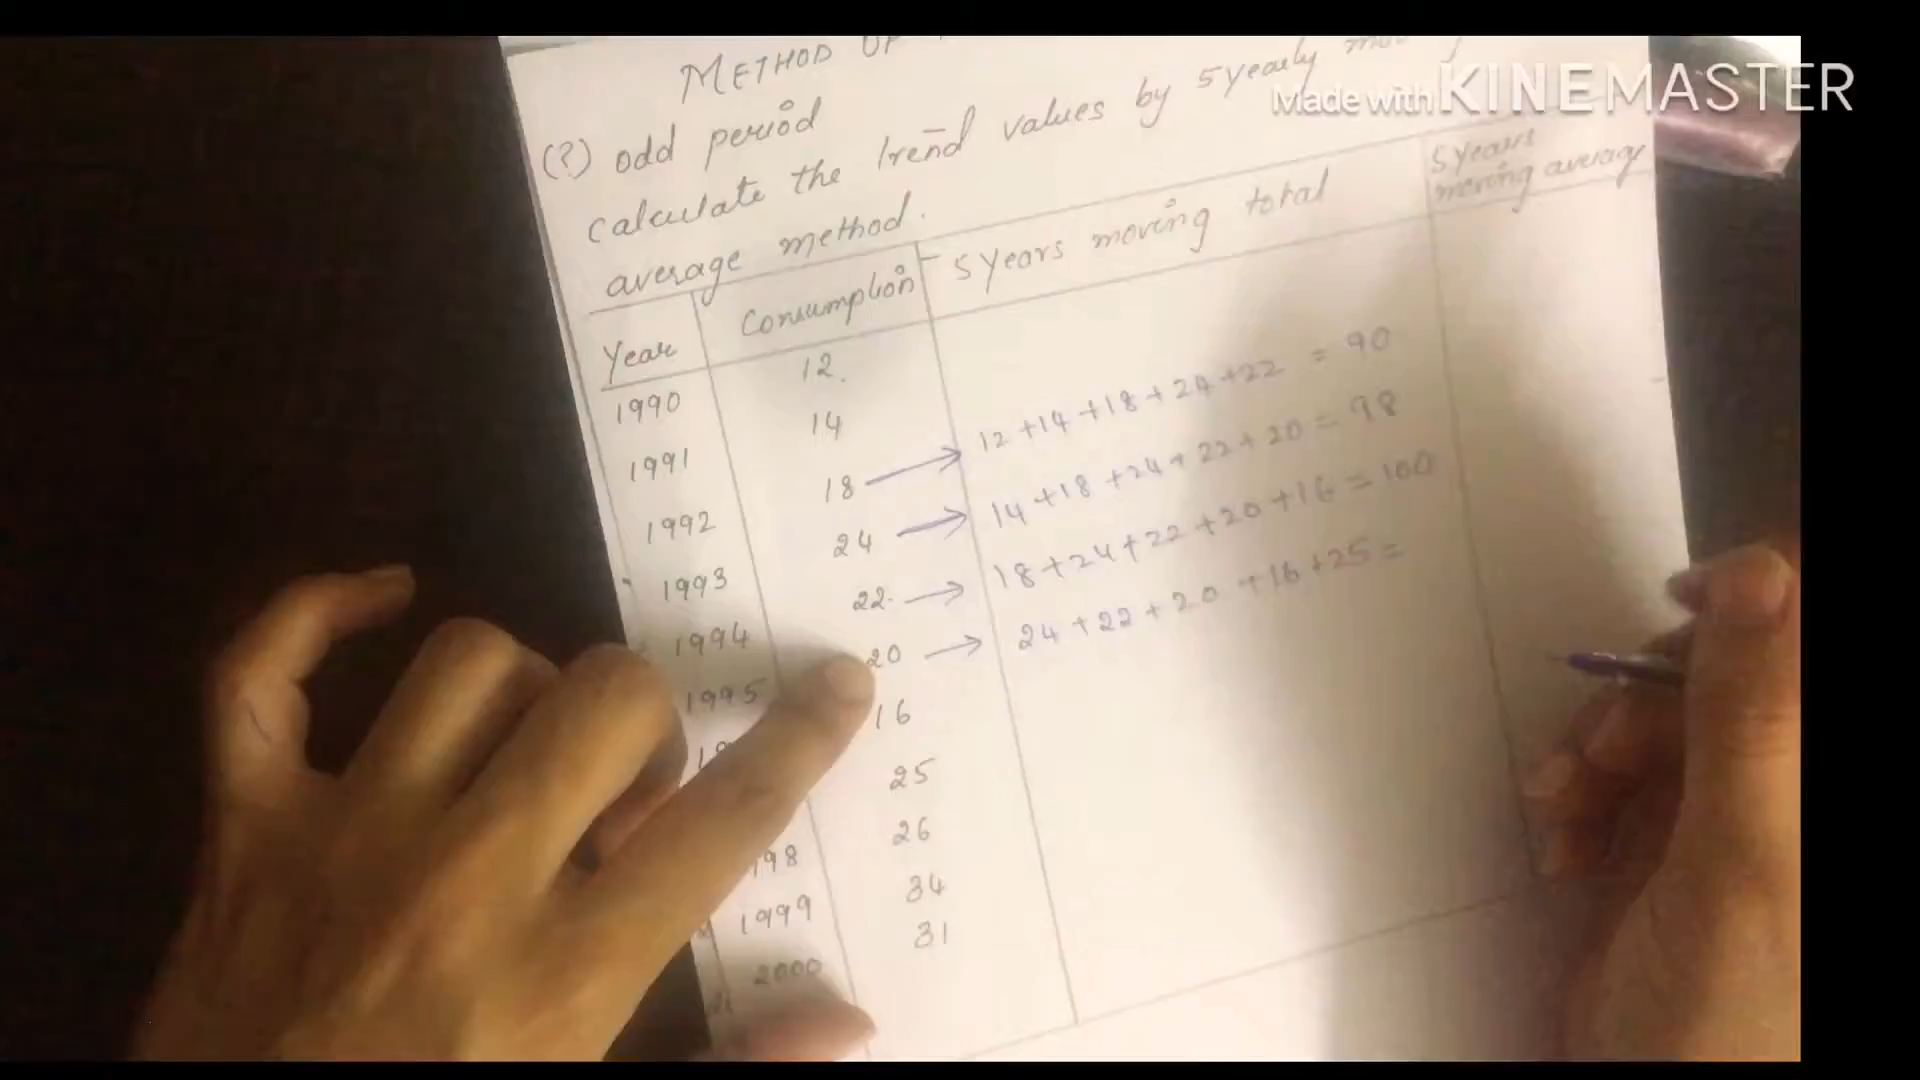 METHOD OF
Made with KINEMASTER
(?) odd period
calculate the trend values by 5 yearly
average method.
Year Consumption 5 Years moving total 5 Years moving average
1990 12.
1991 14
1992 18 → 12 + 14 + 18 + 24 + 22 = 90
1993 24 → 14 + 18 + 24 + 22 + 20 = 98
1994 22. → 18 + 24 + 22 + 20 + 16 = 100
1995 20 → 24 + 22 + 20 + 16 + 25 =
16
25
98 26
1999 34
2000 31